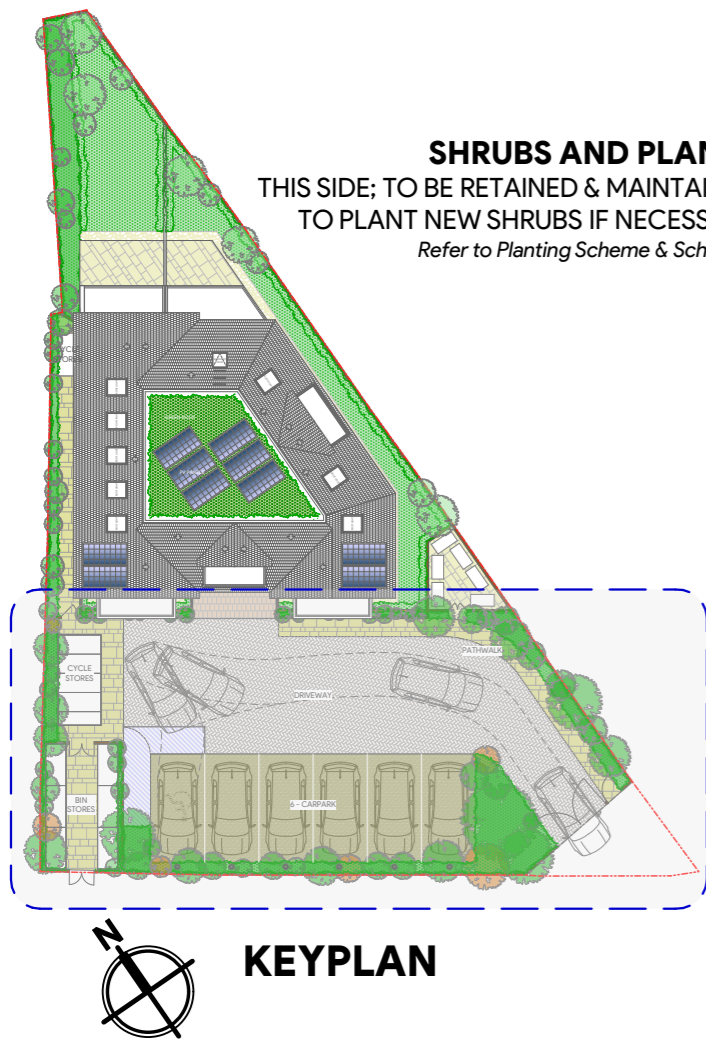 SHRUBS AND PLAN
THIS SIDE; TO BE RETAINED & MAINTA
TO PLANT NEW SHRUBS IF NECESS
Refer to Planting Scheme & Sch
CYCLE
STORES
PATHWALK
CYCLE
STORES
DRIVEWAY
BIN
STORES
6 - CARPARK
N
KEYPLAN